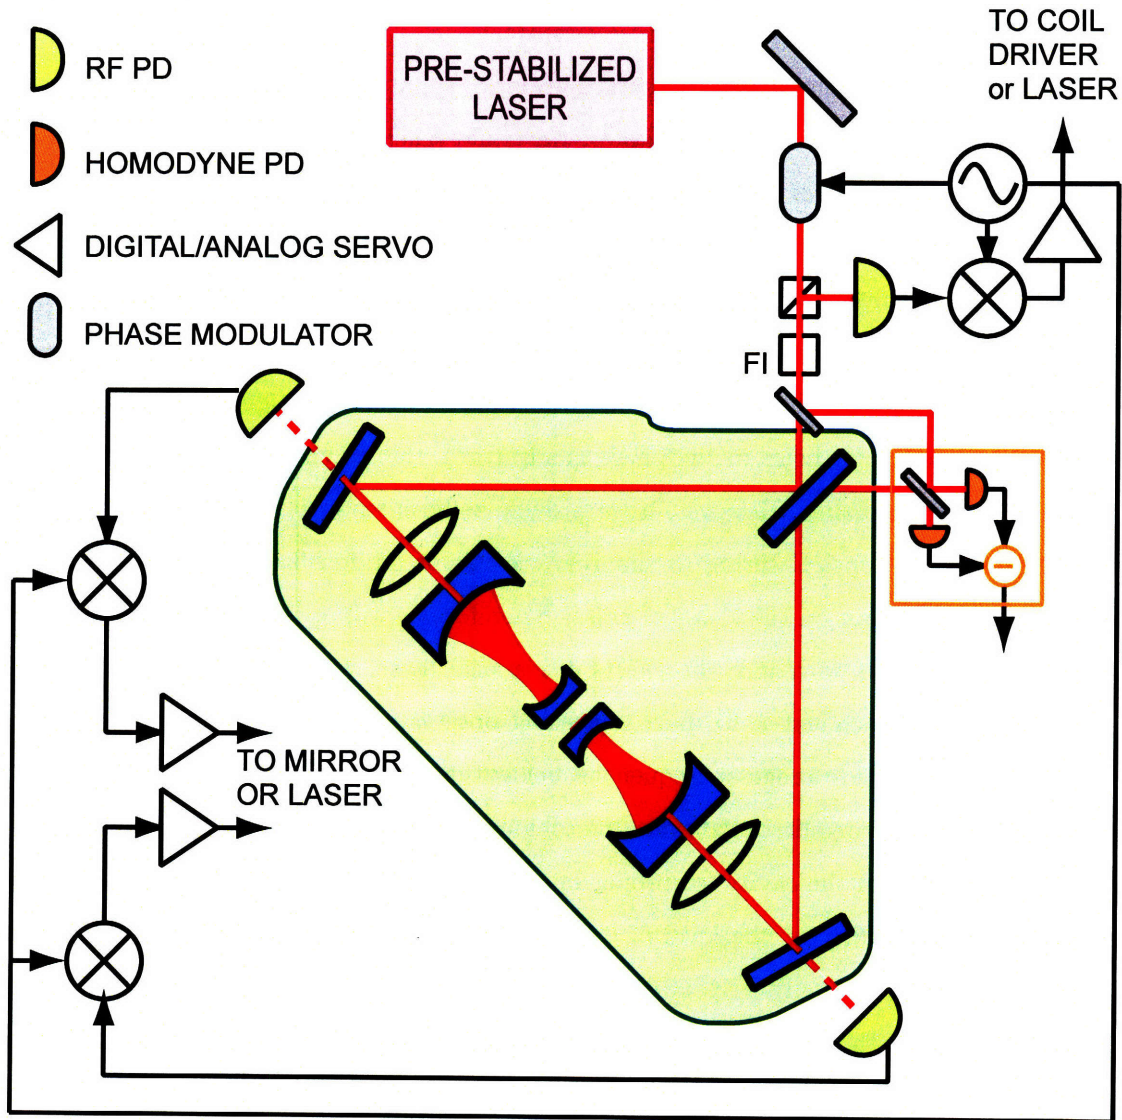 RF PD
HOMODYNE PD
DIGITAL/ANALOG SERVO
PHASE MODULATOR
PRE-STABILIZED
LASER
TO COIL
DRIVER
or LASER
FI
TO MIRROR
OR LASER